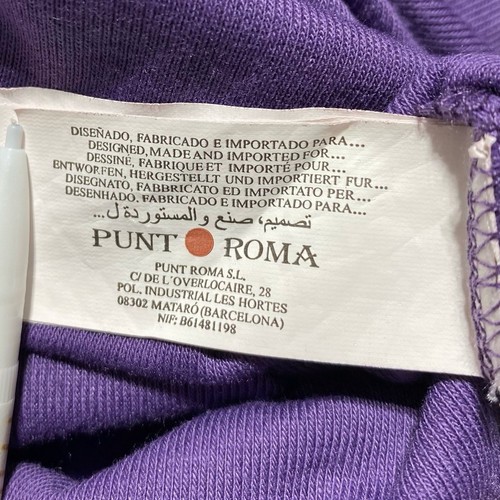 DISEÑADO, FABRICADO E IMPORTADO PARA...
DESIGNED, MADE AND IMPORTED FOR...
DESSINÉ, FABRIQUE ET IMPORTÉ POUR...
ENTWORFEN, HERGESTELLT UND IMPORTIERT FUR...
DISEGNATO, FABBRICATO ED IMPORTATO PER...
DESENHADO, FABRICADO E IMPORTADO PARA...
تصميم، صنع و المستوردة ل...
PUNT ROMA
PUNT ROMA S.L,
C/ DE L´OVERLOCAIRE, 28
POL, INDUSTRIAL LES HORTES
08302 MATARÓ (BARCELONA)
NIF: B61481198